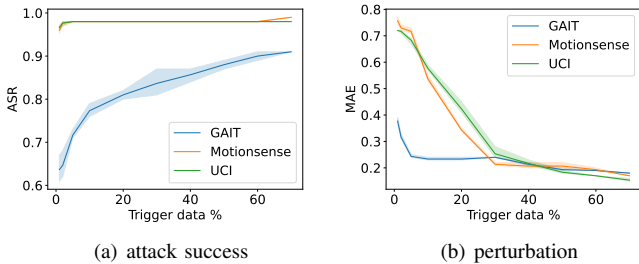 1.0
0.9
0.8
0.7
0.6
ASR
GAIT
Motionsense
UCI
0 20 40 60
Trigger data %
(a) attack success
0.8
0.7
0.6
0.5
0.4
0.3
0.2
MAE
GAIT
Motionsense
UCI
0 20 40 60
Trigger data %
(b) perturbation